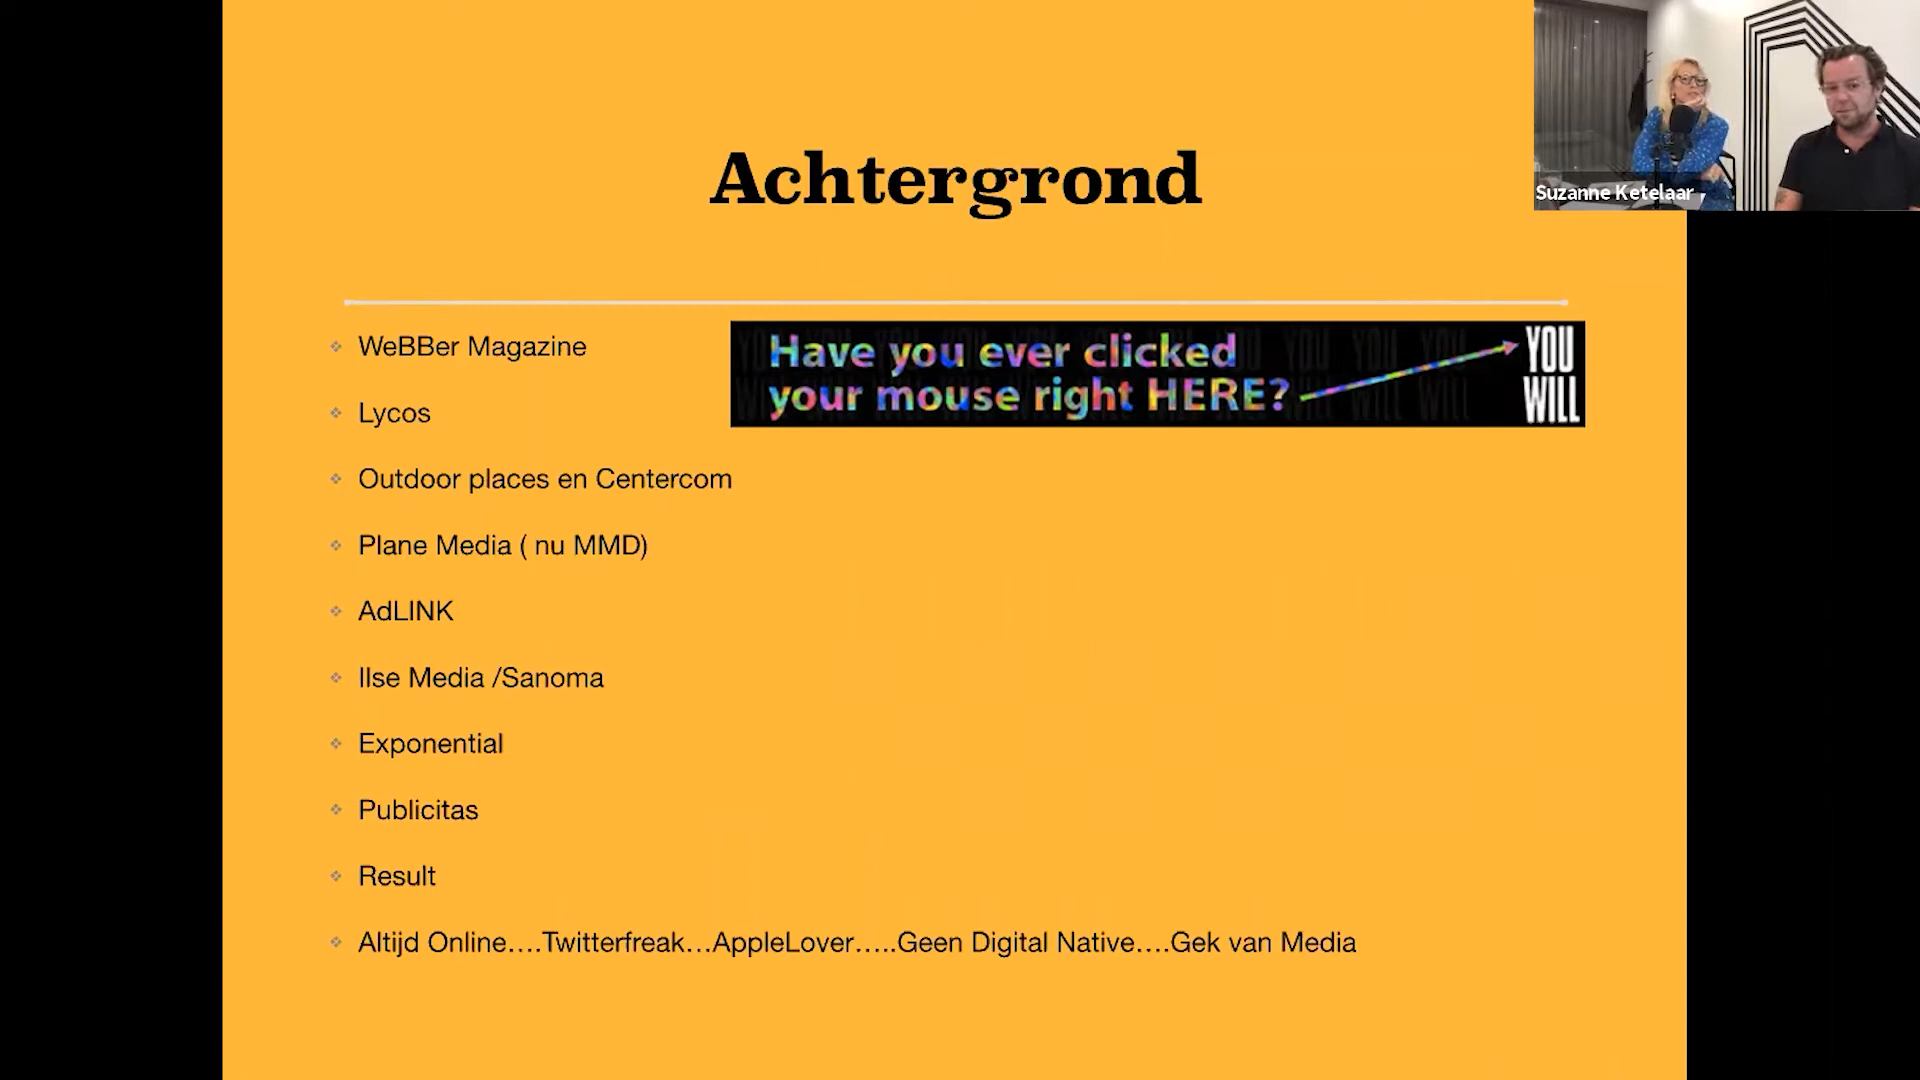 Achtergrond
Suzanne Ketelaar
WeBBer Magazine
Have you ever clicked
your mouse right HERE?
YOU
WILL
Lycos
Outdoor places en Centercom
Plane Media ( nu MMD)
AdLINK
Ilse Media /Sanoma
Exponential
Publicitas
Result
Altijd Online....Twitterfreak...AppleLover.....Geen Digital Native....Gek van Media